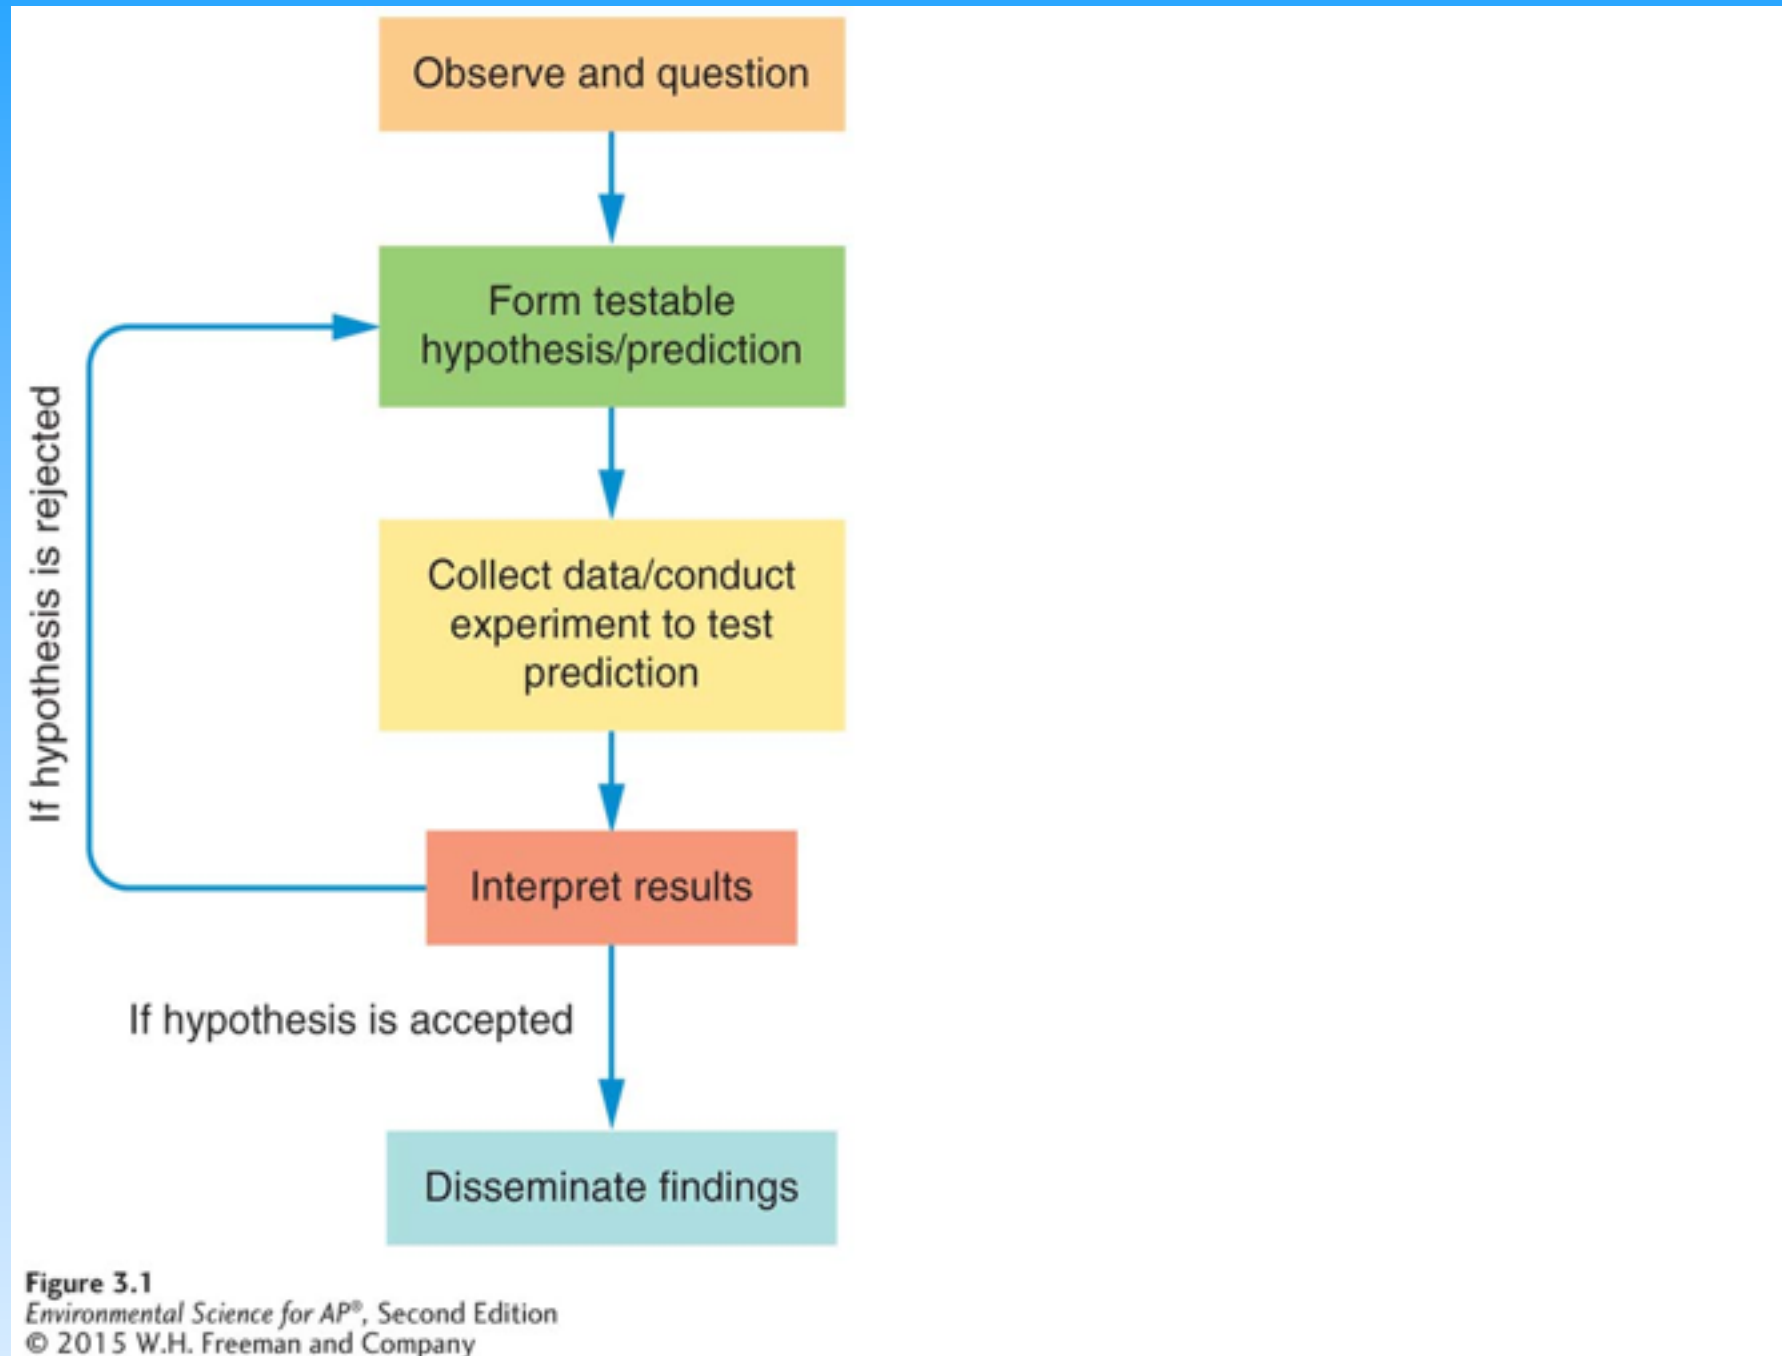 Observe and question
Form testable
hypothesis/prediction
If hypothesis is rejected
Collect data/conduct
experiment to test
prediction
Interpret results
If hypothesis is accepted
Disseminate findings
Figure 3.1
Environmental Science for AP®, Second Edition
© 2015 W.H. Freeman and Company